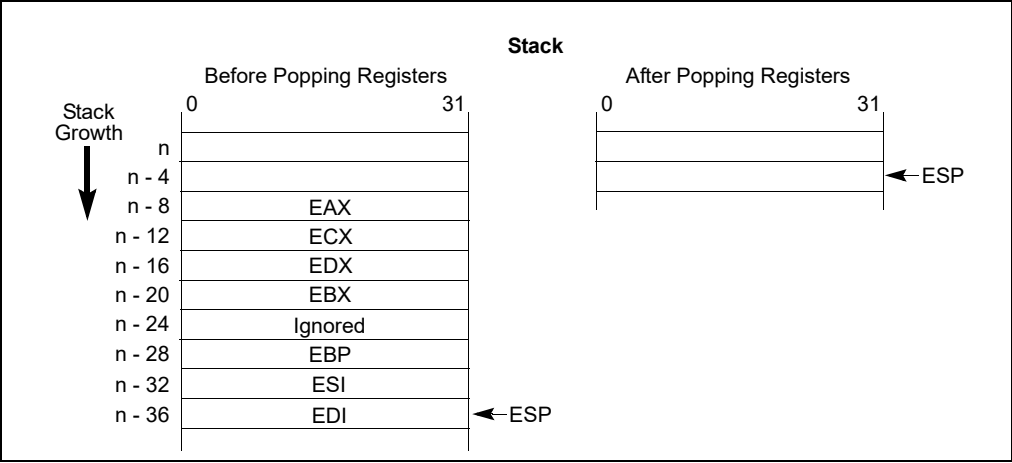 Stack
Before Popping Registers
After Popping Registers
0 31
0 31
Stack
Growth
n
n - 4
ESP
n - 8 EAX
n - 12 ECX
n - 16 EDX
n - 20 EBX
n - 24 Ignored
n - 28 EBP
n - 32 ESI
n - 36 EDI ESP